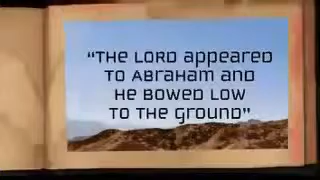 “THE LORD appeared
TO ABRAHAM AND
HE BOWED LOW
TO THE GROUND”